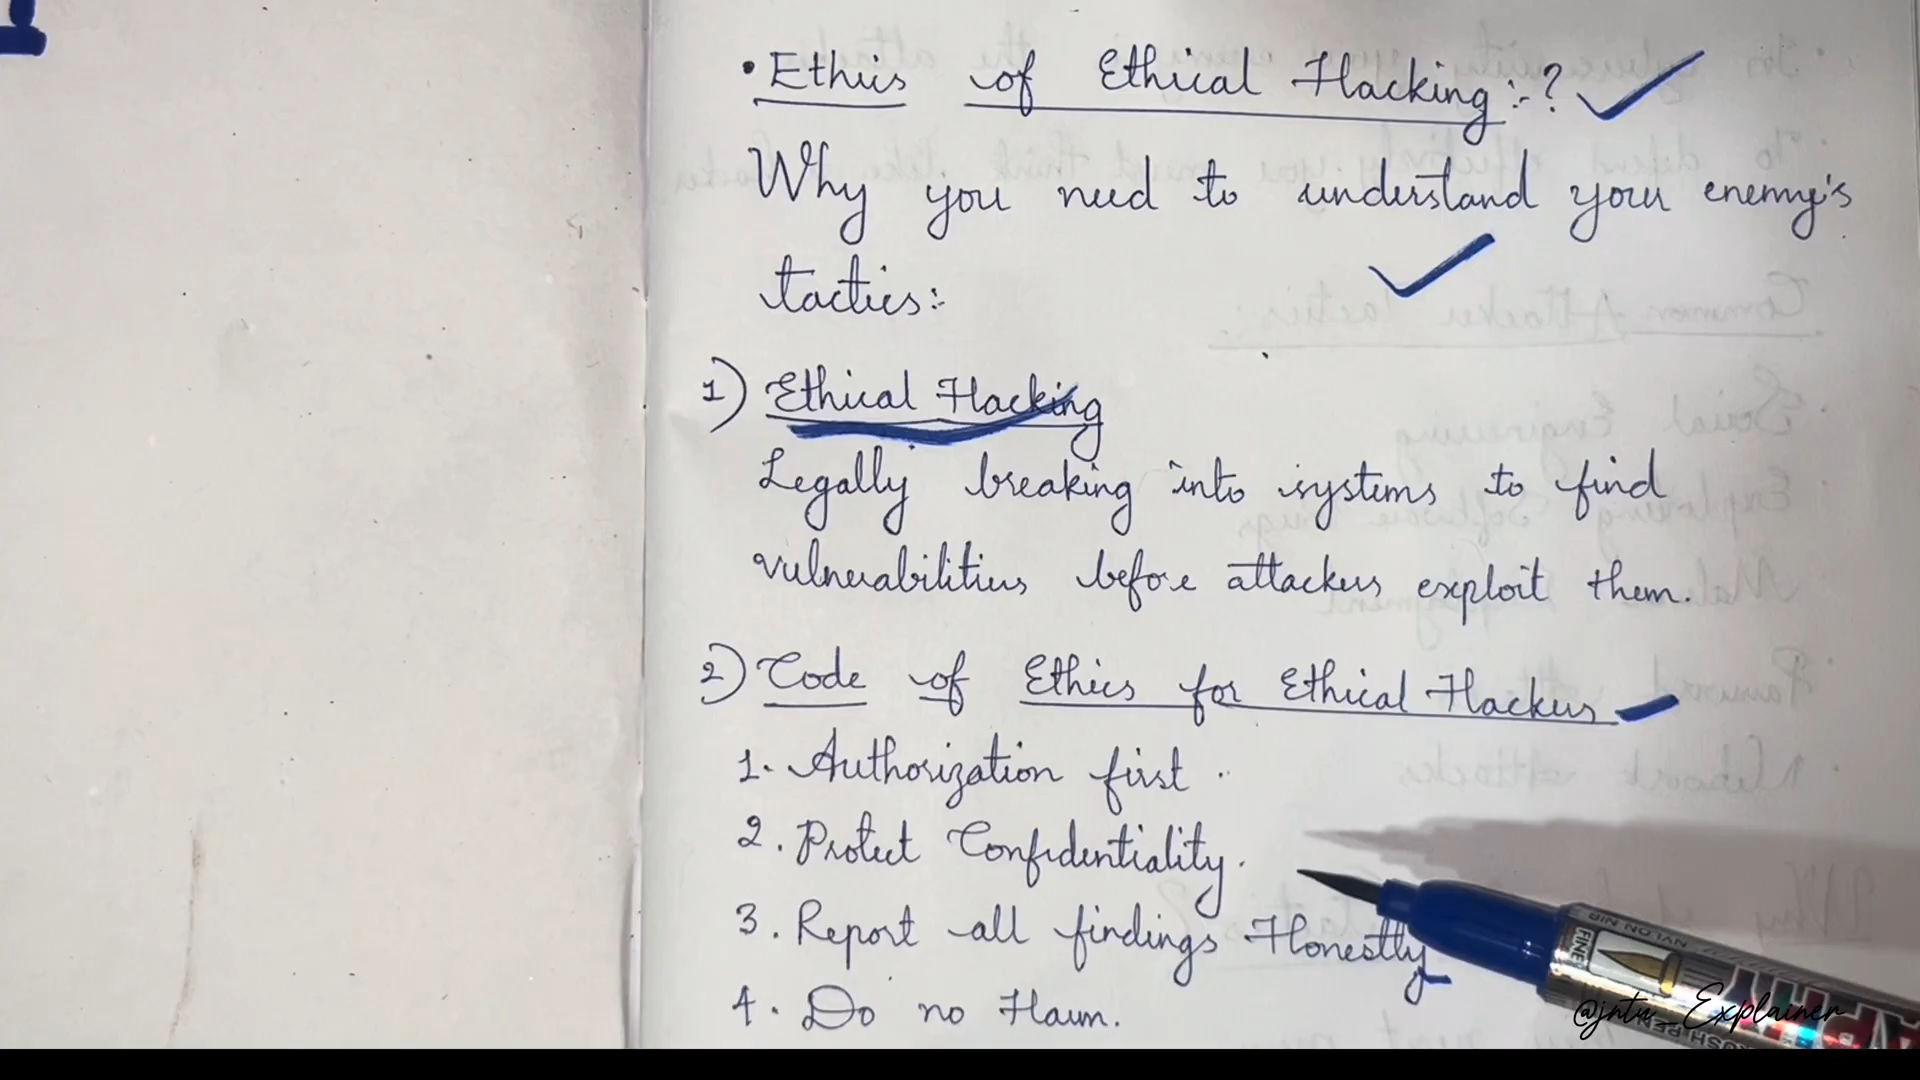 • Ethics of Ethical Hacking :- ?
Why you need to understand your enemy's
tactics:-
1) Ethical Hacking
Legally breaking into systems to find
vulnerabilities before attackers exploit them.
2) Code of Ethics for Ethical Hackers
1. Authorization first.
2. Protect Confidentiality.
3. Report all findings Honestly
4. Do no Harm.
FINE
@jntu_Explainer